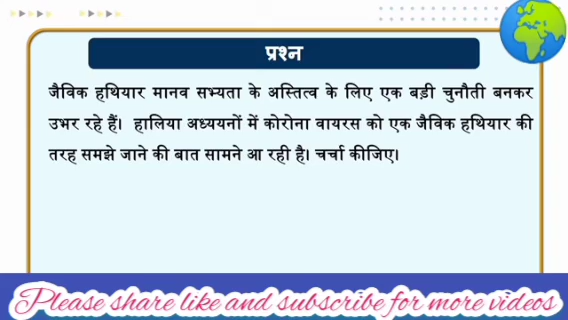 प्रश्न
जैविक हथियार मानव सभ्यता के अस्तित्व के लिए एक बड़ी चुनौती बनकर
उभर रहे हैं। हालिया अध्ययनों में कोरोना वायरस को एक जैविक हथियार की
तरह समझे जाने की बात सामने आ रही है। चर्चा कीजिए।
Please share like and subscribe for more videos